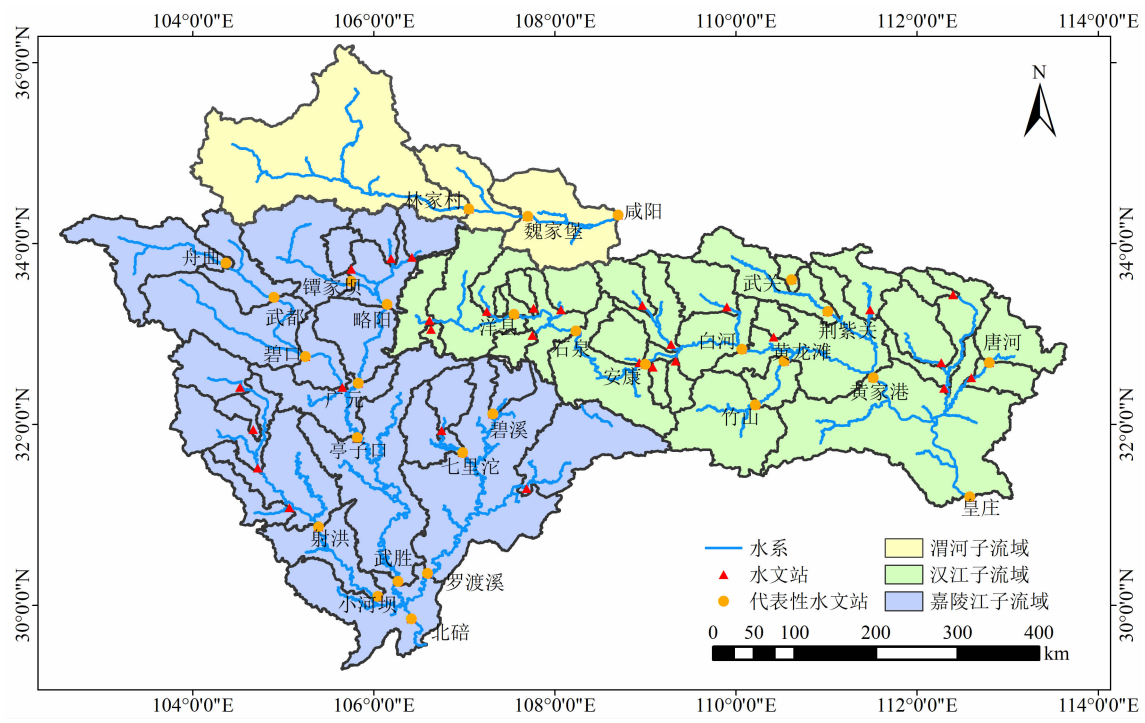 104°0'0"E 106°0'0"E 108°0'0"E 110°0'0"E 112°0'0"E 114°0'0"E
36°0'0"N
34°0'0"N
32°0'0"N
30°0'0"N
34°0'0"N
32°0'0"N
30°0'0"N
N
林家村
咸阳
魏家堡
舟曲
镡家坝
武都
略阳
碧口
广元
亭子口
碧溪
七里沱
射洪
武胜
小河坝
罗渡溪
北碚
洋县
石泉
安康
武关
荆紫关
白河
黄龙滩
竹山
黄家港
唐河
皇庄
水系
水文站
代表性水文站
渭河子流域
汉江子流域
嘉陵江子流域
0 50 100 200 300 400
km
104°0'0"E 106°0'0"E 108°0'0"E 110°0'0"E 112°0'0"E 114°0'0"E